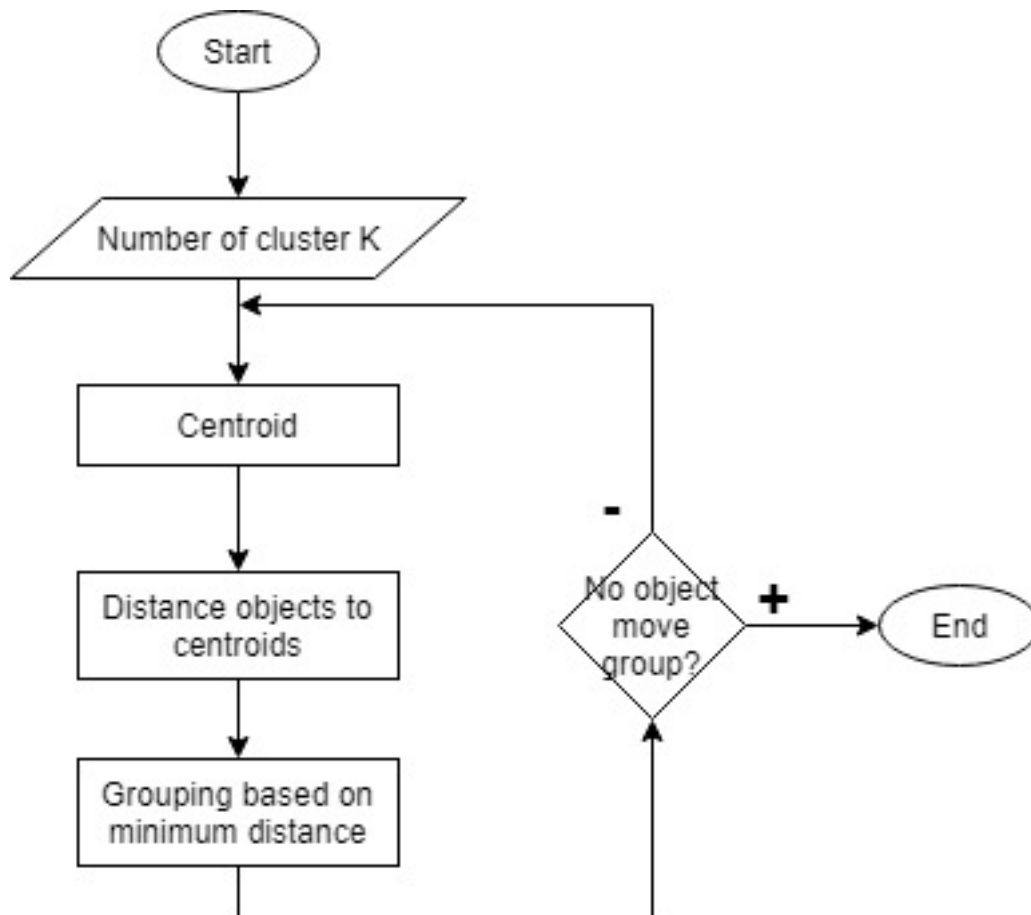 Start
Number of cluster K
Centroid
Distance objects to
centroids
Grouping based on
minimum distance
-
No object
move
group?
+
End